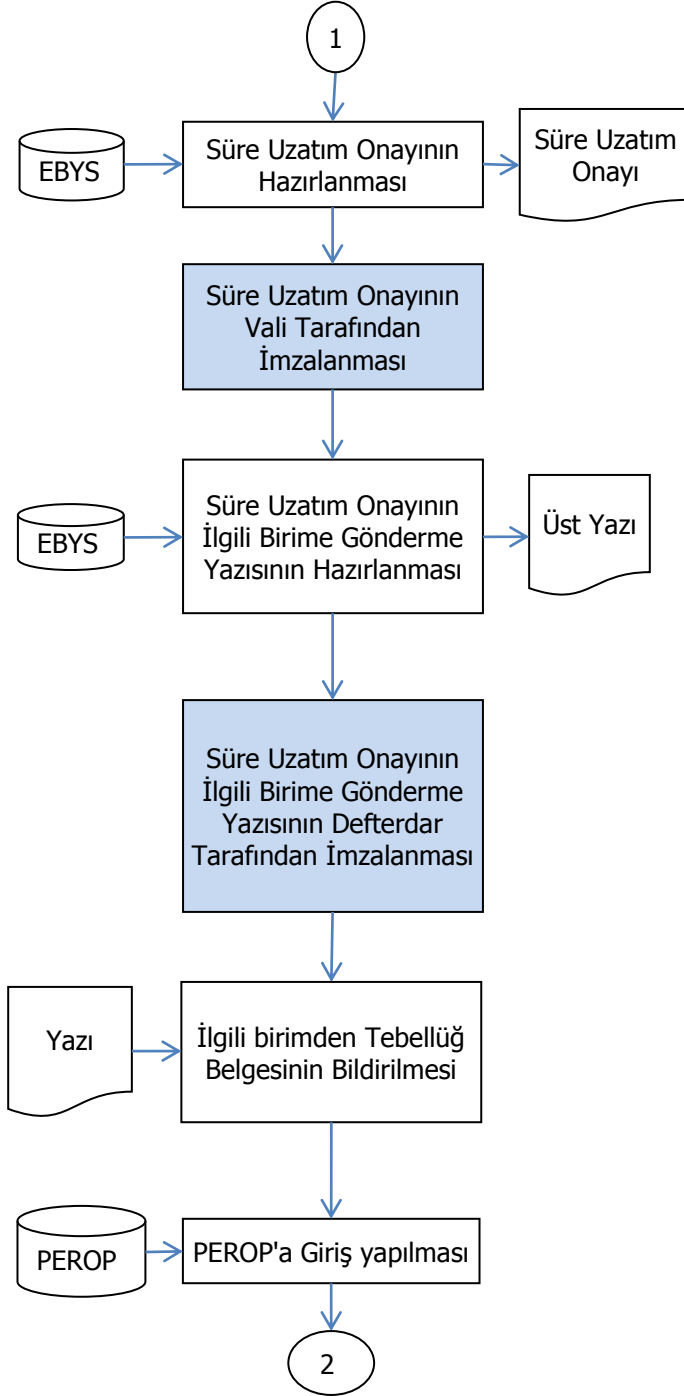 1
EBYS
Süre Uzatım Onayının
Hazırlanması
Süre Uzatım
Onayı
Süre Uzatım Onayının
Vali Tarafından
İmzalanması
EBYS
Süre Uzatım Onayının
İlgili Birime Gönderme
Yazısının Hazırlanması
Üst Yazı
Süre Uzatım Onayının
İlgili Birime Gönderme
Yazısının Defterdar
Tarafından İmzalanması
Yazı
İlgili birimden Tebellüğ
Belgesinin Bildirilmesi
PEROP
PEROP'a Giriş yapılması
2